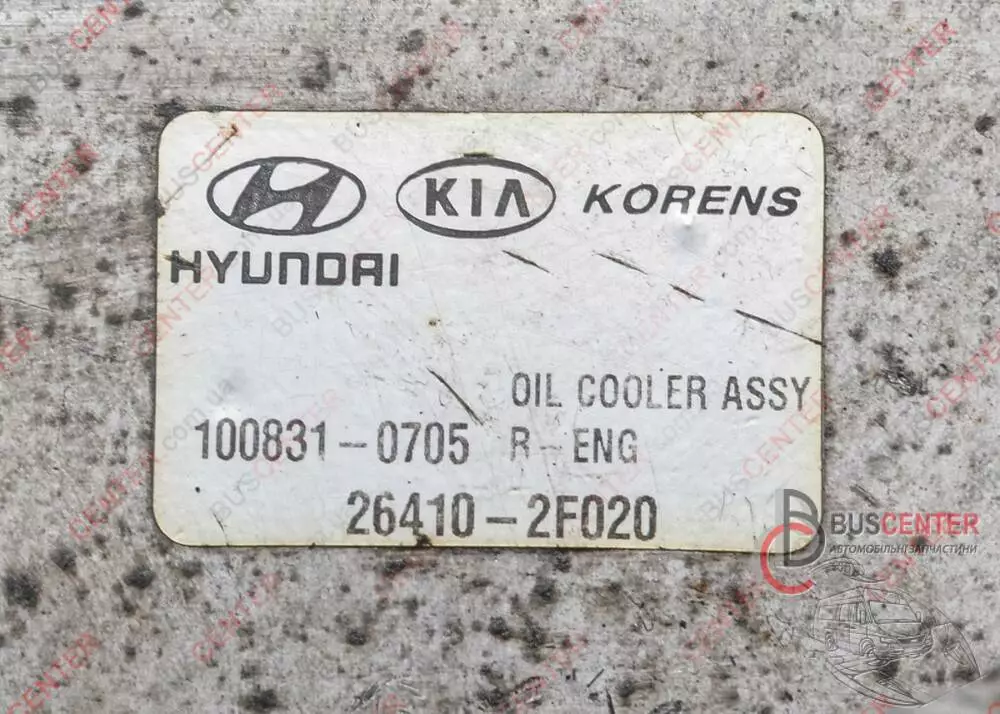 KIA KORENS
HYUNDAI
OIL COOLER ASSY
100831-0705 R-ENG
26410-2F020
BUSCENTER
АВТОМОБІЛЬНІ ЗАПЧАСТИНИ